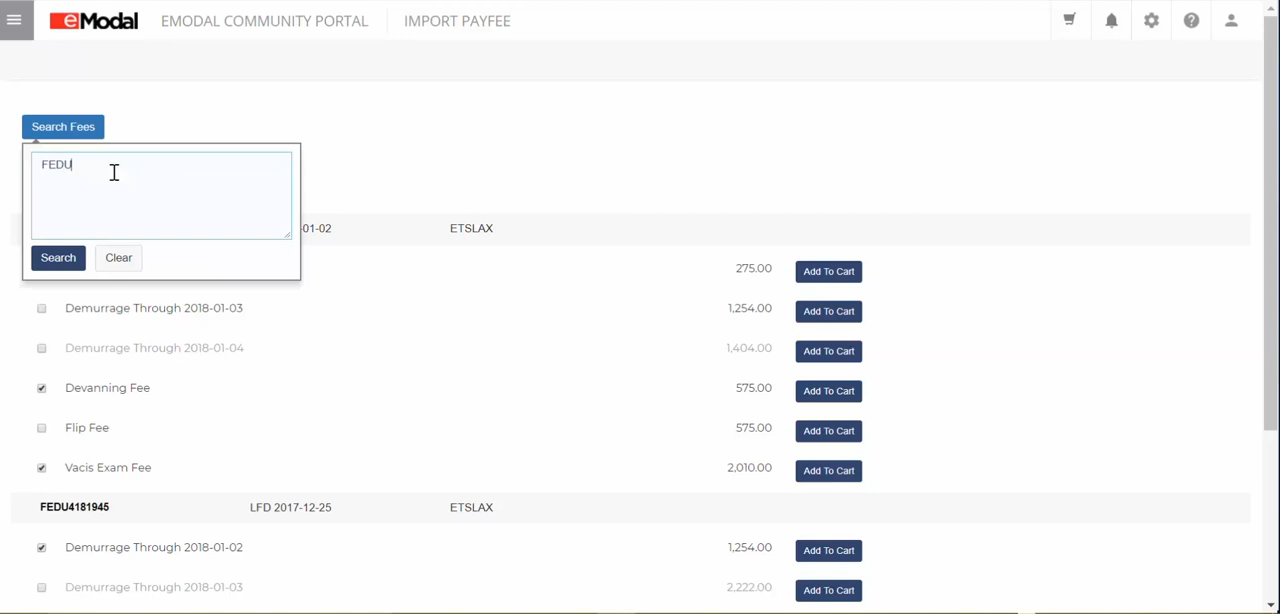 eModal EMODAL COMMUNITY PORTAL IMPORT PAYFEE
Search Fees
FEDU
-01-02 ETSLAX
Search Clear
275.00 Add To Cart
Demurrage Through 2018-01-03 1,254.00 Add To Cart
Demurrage Through 2018-01-04 1,404.00 Add To Cart
Devanning Fee 575.00 Add To Cart
Flip Fee 575.00 Add To Cart
Vacis Exam Fee 2,010.00 Add To Cart
FEDU4181945 LFD 2017-12-25 ETSLAX
Demurrage Through 2018-01-02 1,254.00 Add To Cart
Demurrage Through 2018-01-03 2,222.00 Add To Cart